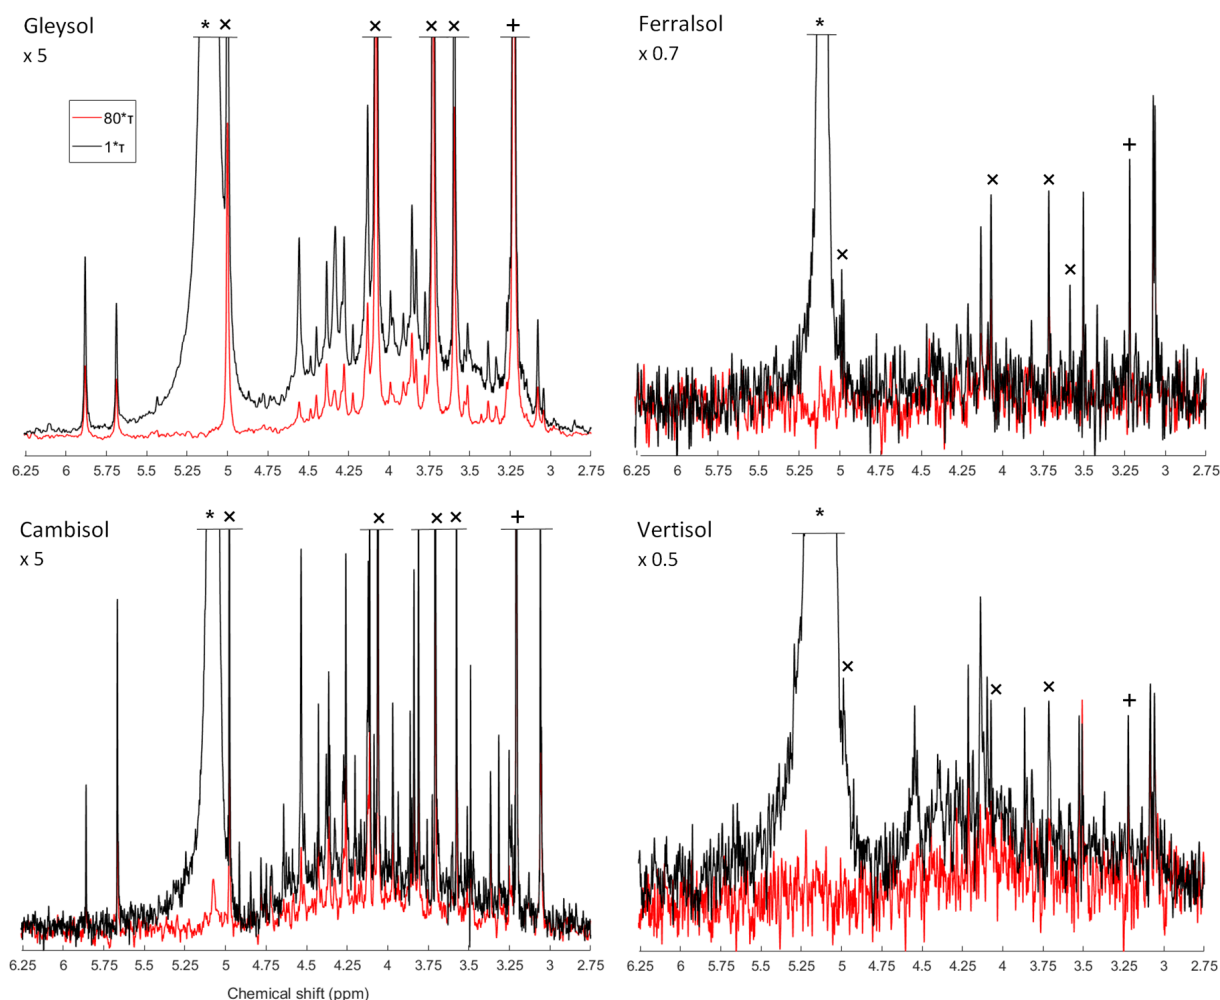 Gleysol
x 5
* × × × × +
80*τ
1*τ
6.25 6 5.75 5.5 5.25 5 4.75 4.5 4.25 4 3.75 3.5 3.25 3 2.75
Ferralsol
x 0.7
* × × × × +
6.25 6 5.75 5.5 5.25 5 4.75 4.5 4.25 4 3.75 3.5 3.25 3 2.75
Cambisol
x 5
* × × × × +
6.25 6 5.75 5.5 5.25 5 4.75 4.5 4.25 4 3.75 3.5 3.25 3 2.75
Chemical shift (ppm)
Vertisol
x 0.5
* × × × +
6.25 6 5.75 5.5 5.25 5 4.75 4.5 4.25 4 3.75 3.5 3.25 3 2.75